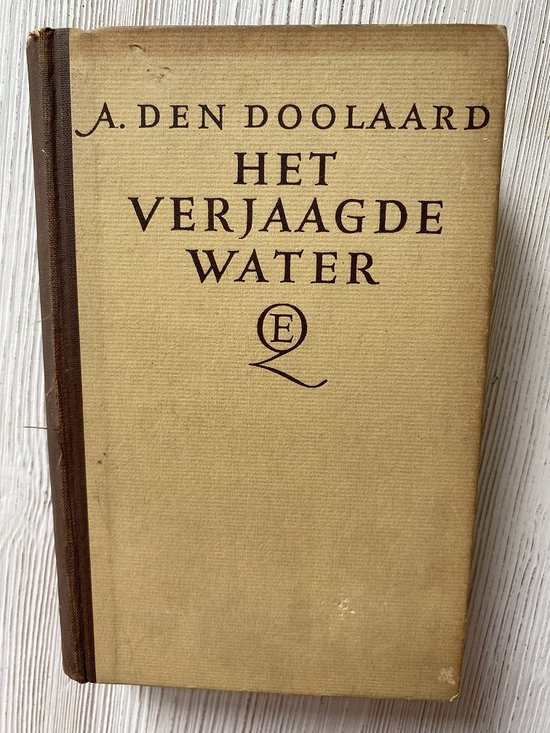 A. DEN DOOLAARD
HET
VERJAAGDE
WATER
EQ